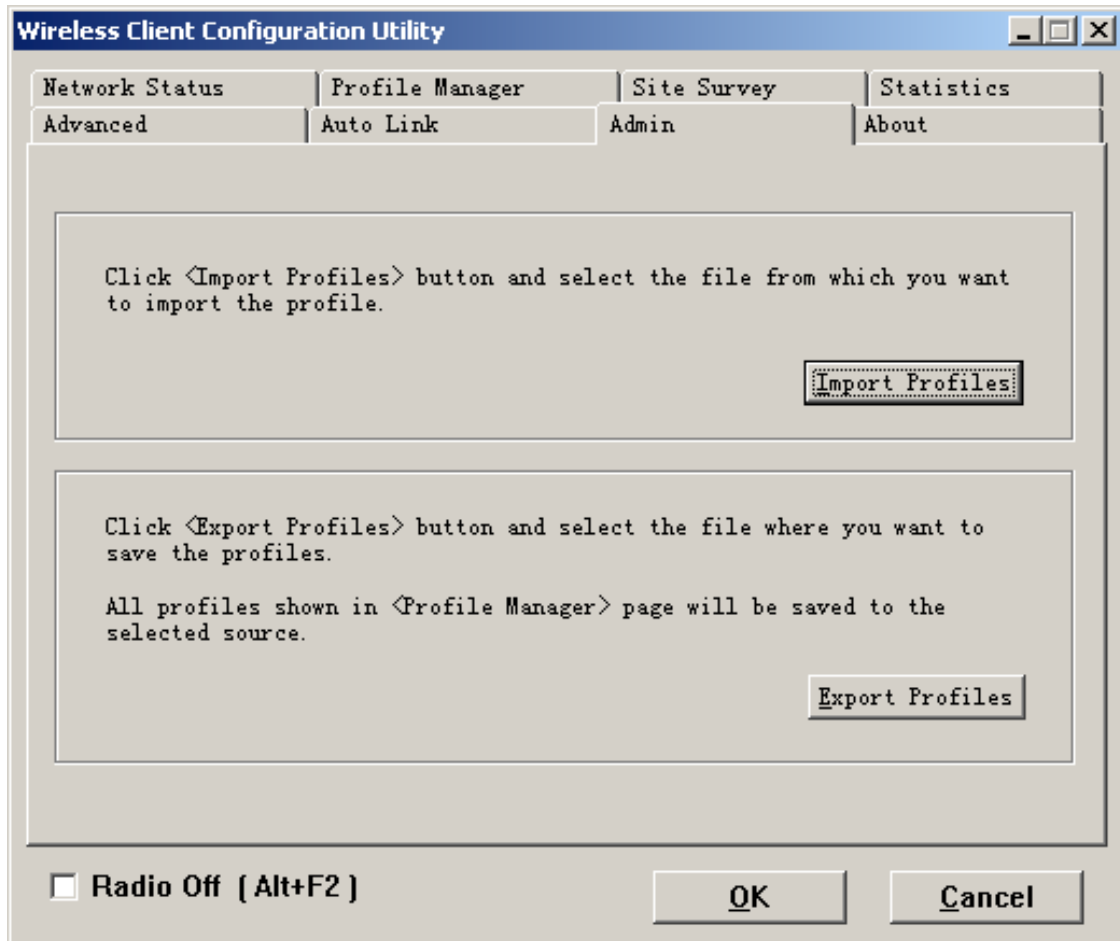 Wireless Client Configuration Utility
Network Status Profile Manager Site Survey Statistics
Advanced Auto Link Admin About
Click <Import Profiles> button and select the file from which you want
to import the profile.
Import Profiles
Click <Export Profiles> button and select the file where you want to
save the profiles.
All profiles shown in <Profile Manager> page will be saved to the
selected source.
Export Profiles
Radio Off ( Alt+F2 )
OK Cancel